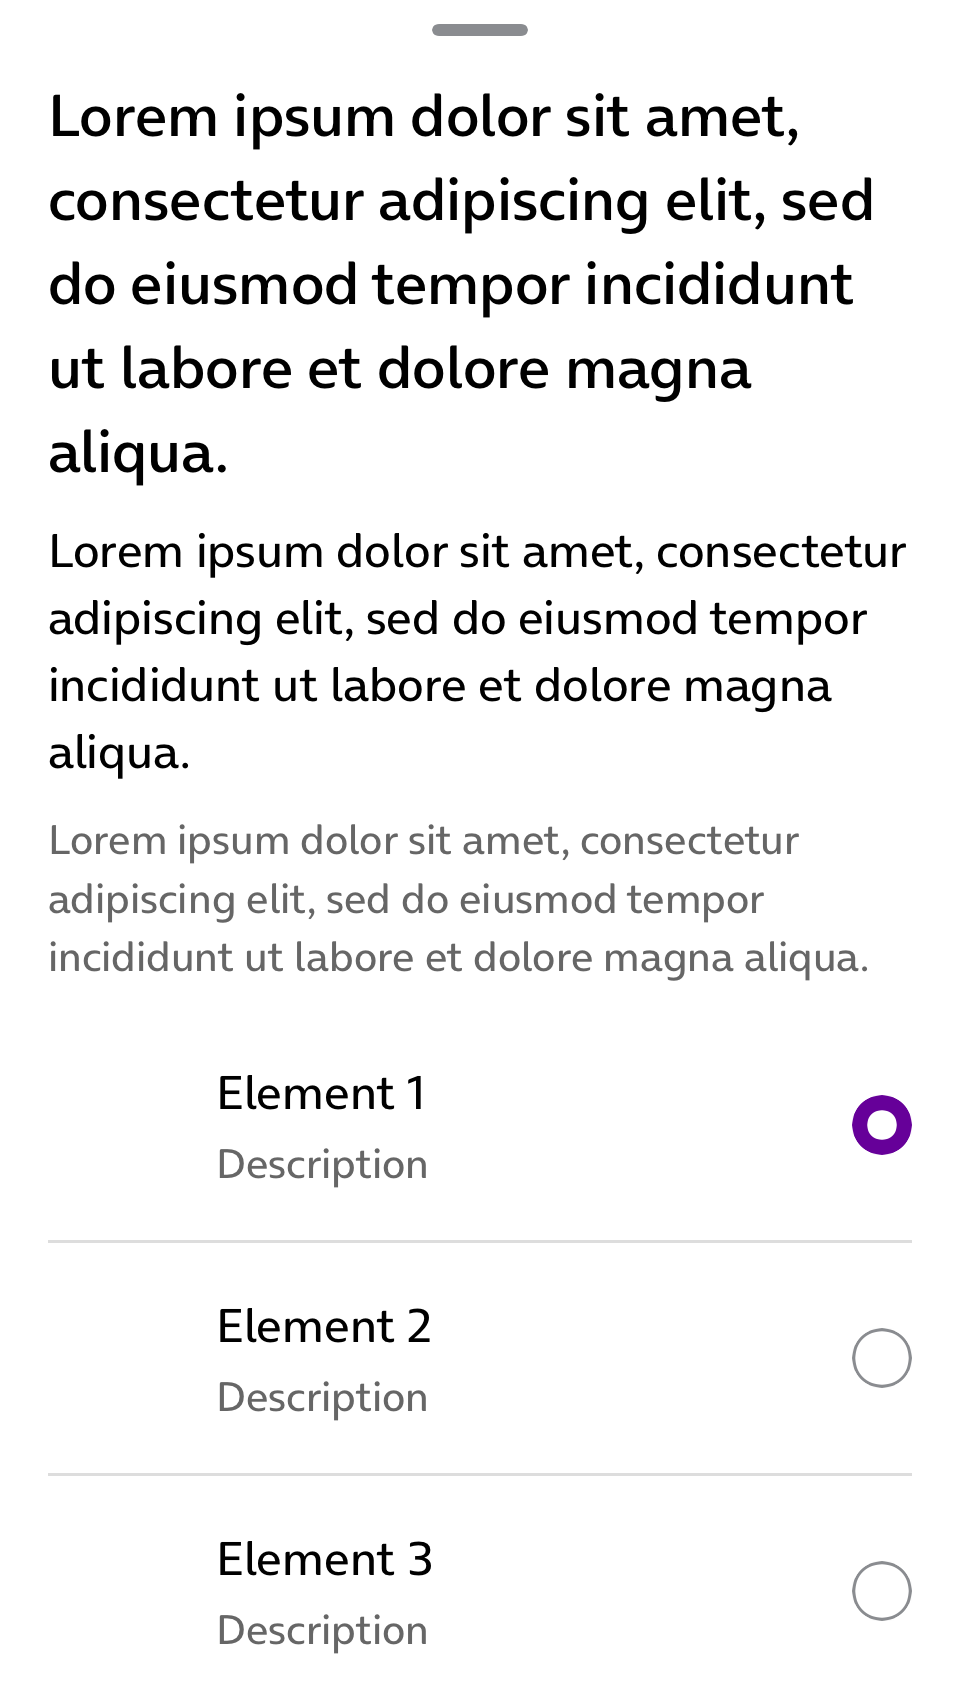 Lorem ipsum dolor sit amet,
consectetur adipiscing elit, sed
do eiusmod tempor incididunt
ut labore et dolore magna
aliqua.
Lorem ipsum dolor sit amet, consectetur
adipiscing elit, sed do eiusmod tempor
incididunt ut labore et dolore magna
aliqua.
Lorem ipsum dolor sit amet, consectetur
adipiscing elit, sed do eiusmod tempor
incididunt ut labore et dolore magna aliqua.
Element 1
Description
Element 2
Description
Element 3
Description